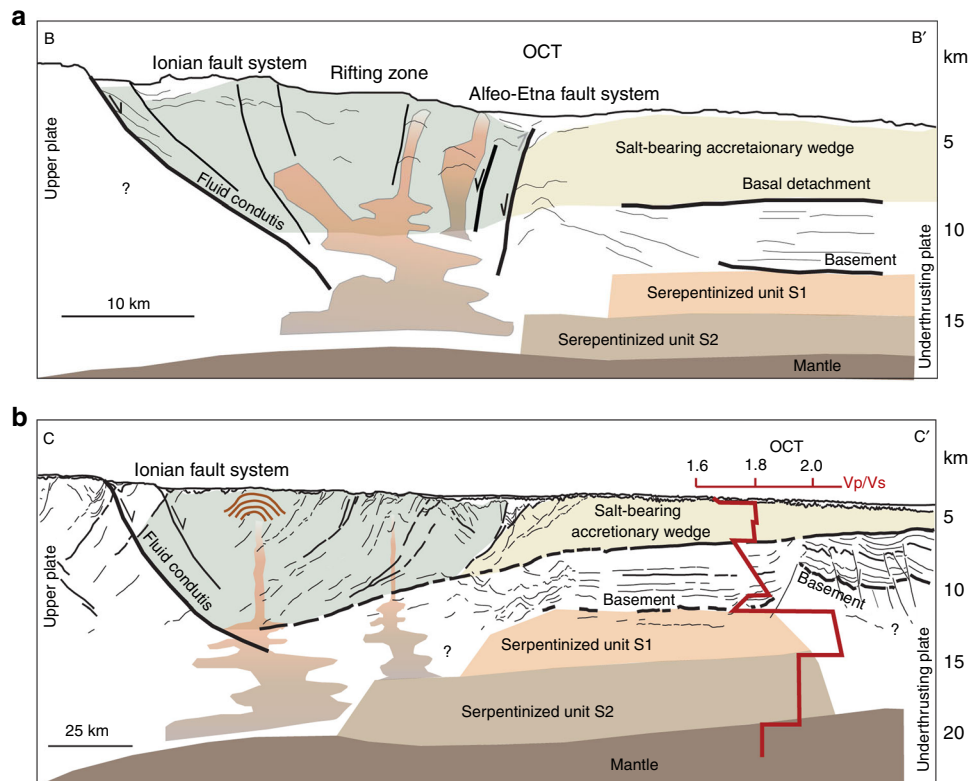 a
B
OCT
B′
km
Ionian fault system
Rifting zone
Alfeo-Etna fault system
5
Salt-bearing accretaionary wedge
Upper plate
?
Fluid condutis
Basal detachment
10
Basement
10 km
Serepentinized unit S1
15
Serepentinized unit S2
Underthrusting plate
Mantle
b
C
OCT
C′
km
Ionian fault system
1.6
1.8
2.0
Vp/Vs
5
Salt-bearing
accretionary wedge
Upper plate
Fluid condutis
10
Basement
Basement
?
?
Serpentinized unit S1
15
Serpentinized unit S2
Underthrusting plate
25 km
20
Mantle